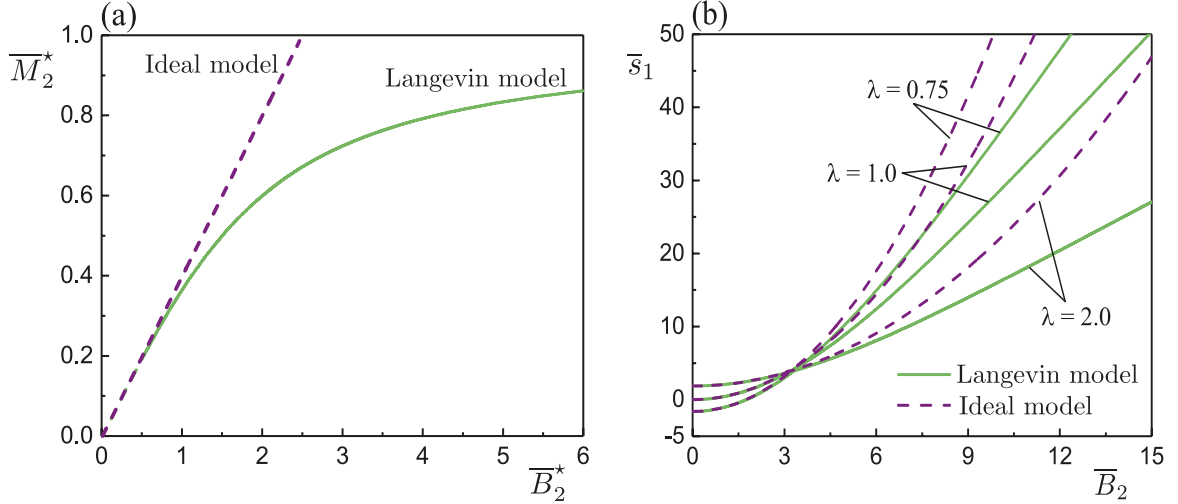 (a)
M̅₂*
1.0
0.8
0.6
0.4
0.2
0.0
Ideal model
Langevin model
0 1 2 3 4 5 6
B̅₂*
(b)
s̅₁
50
40
30
20
10
0
-5
λ = 0.75
λ = 1.0
λ = 2.0
Langevin model
Ideal model
0 3 6 9 12 15
B̅₂